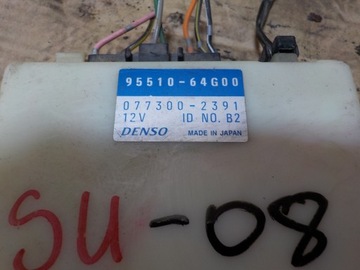 95510-64G00
077300-2391
12V ID NO. B2
DENSO MADE IN JAPAN
SU-08